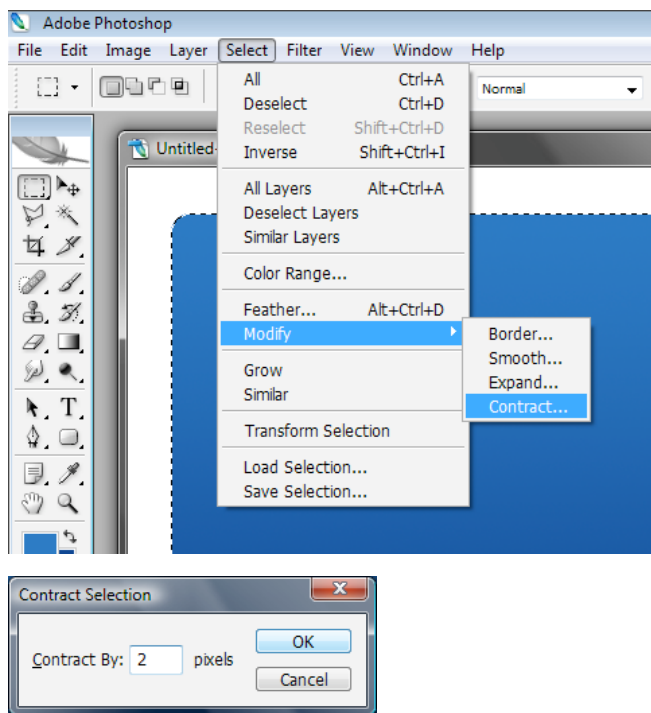 Adobe Photoshop
File Edit Image Layer Select Filter View Window Help
Normal
Untitled-
All Ctrl+A
Deselect Ctrl+D
Reselect Shift+Ctrl+D
Inverse Shift+Ctrl+I
All Layers Alt+Ctrl+A
Deselect Layers
Similar Layers
Color Range...
Feather... Alt+Ctrl+D
Modify
Border...
Smooth...
Expand...
Contract...
Grow
Similar
Transform Selection
Load Selection...
Save Selection...
T
Contract Selection
OK
Contract By: 2 pixels
Cancel